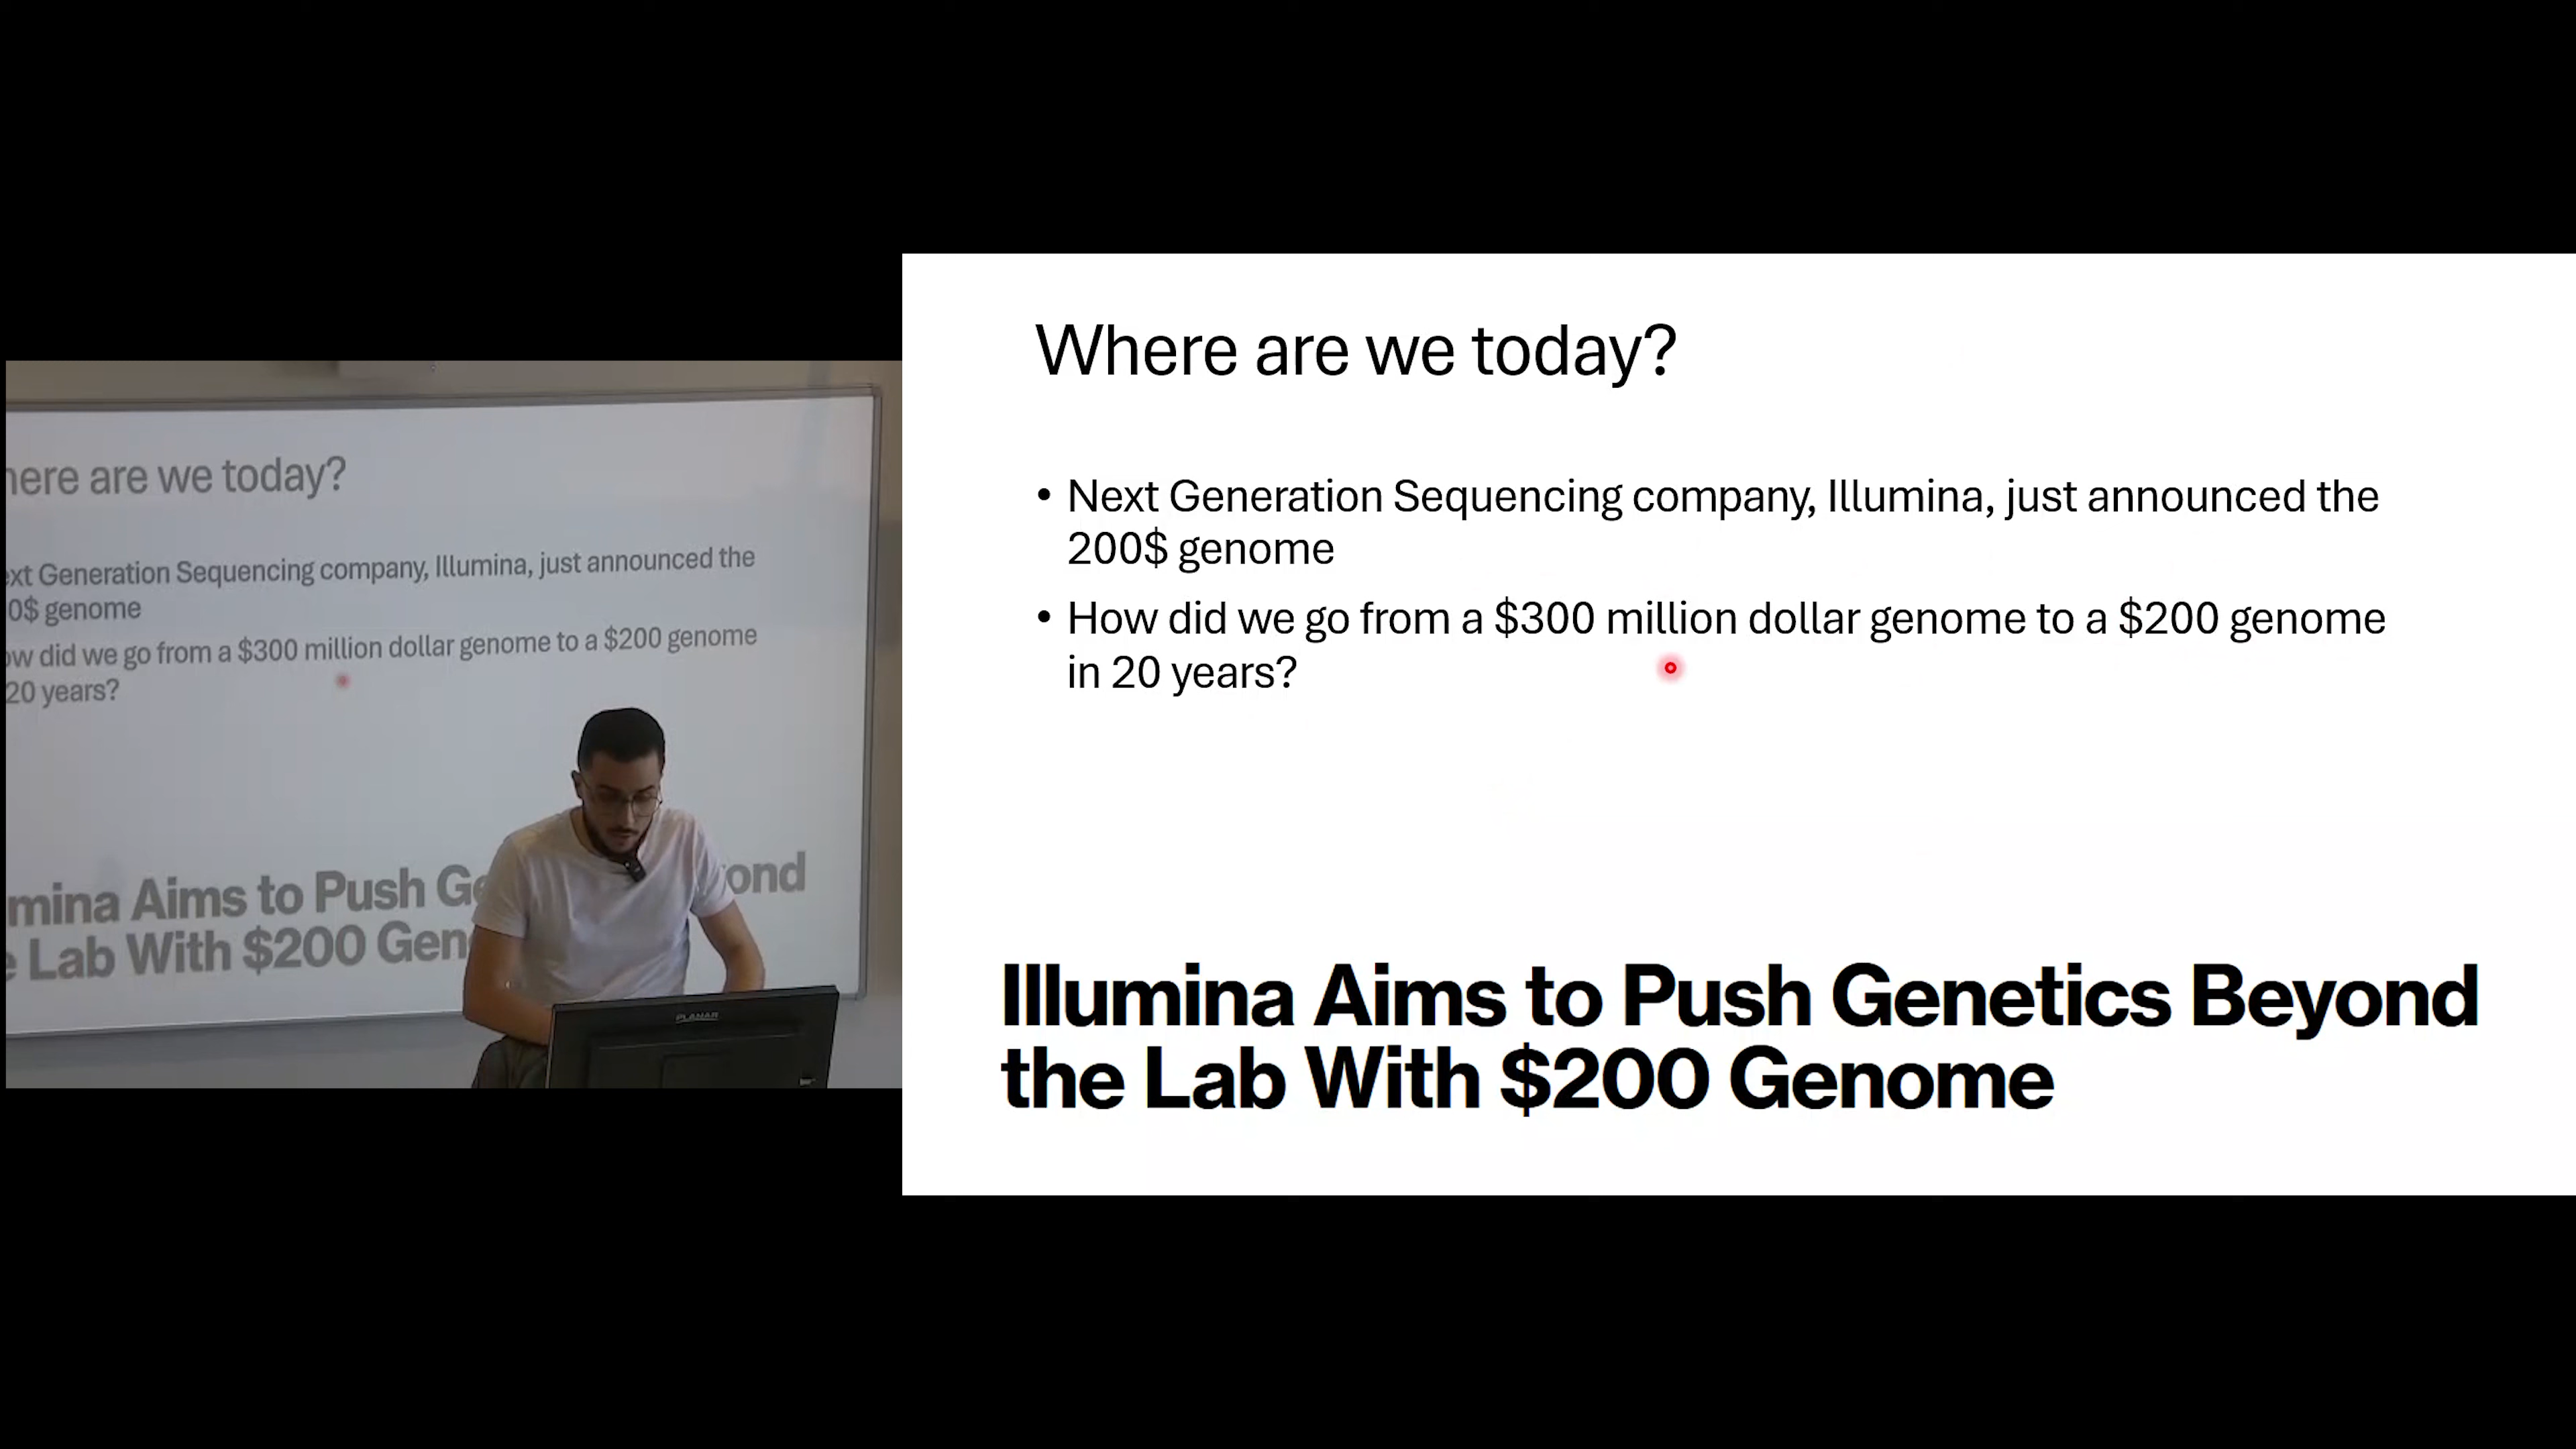 Where are we today?
• Next Generation Sequencing company, Illumina, just announced the
200$ genome
• How did we go from a $300 million dollar genome to a $200 genome
in 20 years?
Illumina Aims to Push Genetics Beyond
the Lab With $200 Genome
here are we today?
ext Generation Sequencing company, Illumina, just announced the
0$ genome
ow did we go from a $300 million dollar genome to a $200 genome
20 years?
mina Aims to Push Ge ond
e Lab With $200 Gen
PLANAR